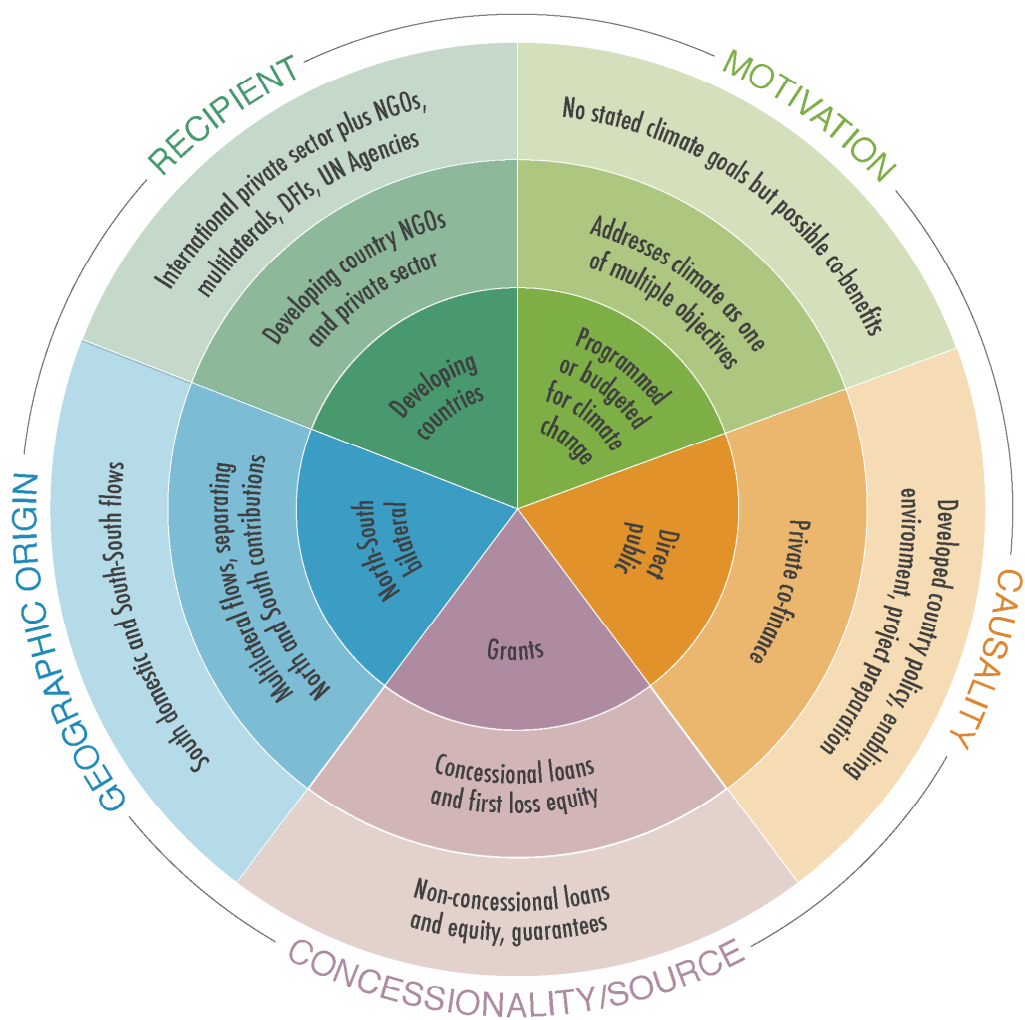 RECIPIENT
International private sector plus NGOs,
multilaterals, DFIs, UN Agencies
Developing country NGOs
and private sector
Developing
countries
MOTIVATION
No stated climate goals but possible co-benefits
Addresses climate as one
of multiple objectives
Programmed
or budgeted
for climate
change
CAUSALITY
Developed country policy, enabling
environment, project preparation
Private co-finance
Direct
public
CONCESSIONALITY/SOURCE
Grants
Concessional loans
and first loss equity
Non-concessional loans
and equity, guarantees
GEOGRAPHIC ORIGIN
South domestic and South-South flows
Multilateral flows, separating
North and South contributions
North-South
bilateral